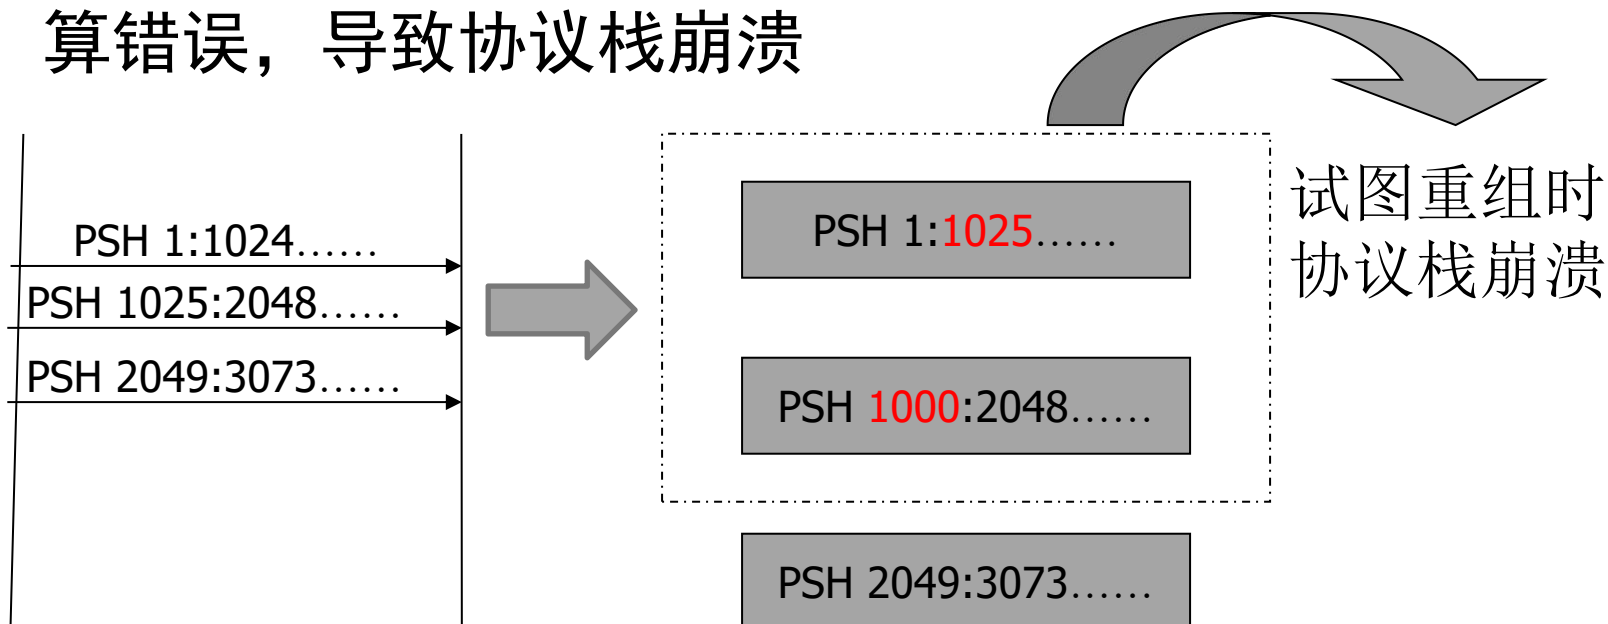 算错误，导致协议栈崩溃
PSH 1:1024……
PSH 1025:2048……
PSH 2049:3073……
PSH 1:1025……
PSH 1000:2048……
PSH 2049:3073……
试图重组时
协议栈崩溃